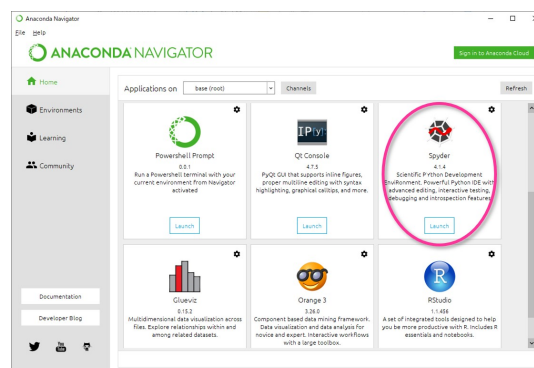 Anaconda Navigator
File Help
ANACONDA NAVIGATOR
Sign in to Anaconda Cloud
Home
Environments
Learning
Community
Documentation
Developer Blog
You Tube
Applications on base (root) Channels Refresh
Powershell Prompt
0.0.1
Run a Powershell terminal with your
current environment from Navigator
activated
Launch
IP[y]:
Qt Console
4.7.5
PyQt GUI that supports inline figures,
proper multiline editing with syntax
highlighting, graphical calltips, and more.
Launch
Spyder
4.1.4
Scientific PYthon Development
EnviRonment. Powerful Python IDE with
advanced editing, interactive testing,
debugging and introspection features
Launch
Glueviz
0.15.2
Multidimensional data visualization across
files. Explore relationships within and
among related datasets.
Orange 3
3.26.0
Component based data mining framework.
Data visualization and data analysis for
novice and expert. Interactive workflows
with a large toolbox.
R
RStudio
1.1.456
A set of integrated tools designed to help
you be more productive with R. Includes R
essentials and notebooks.